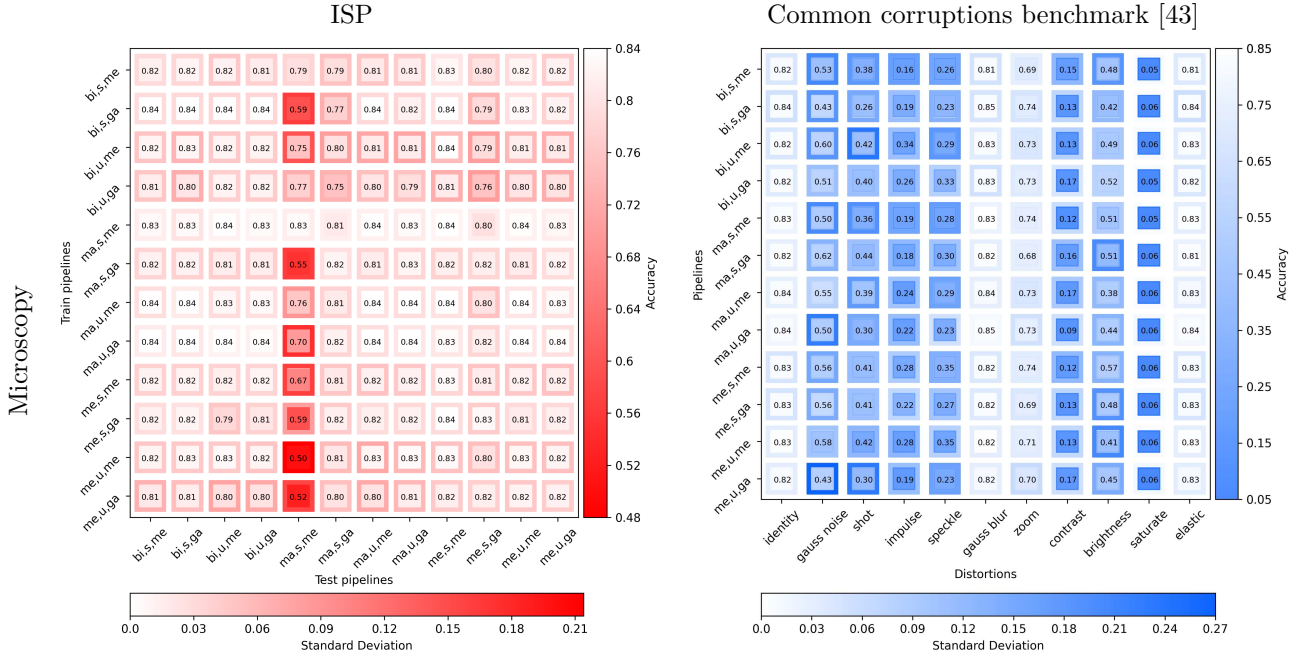 ISP
Common corruptions benchmark [43]
Microscopy
Train pipelines
bi,s,me 0.82 0.82 0.82 0.81 0.79 0.79 0.81 0.81 0.83 0.80 0.82 0.82
bi,s,ga 0.84 0.84 0.84 0.84 0.59 0.77 0.84 0.82 0.84 0.79 0.83 0.82
bi,u,me 0.82 0.83 0.82 0.82 0.75 0.80 0.81 0.81 0.84 0.79 0.81 0.81
bi,u,ga 0.81 0.80 0.82 0.82 0.77 0.75 0.80 0.79 0.81 0.76 0.80 0.80
ma,s,me 0.83 0.83 0.84 0.83 0.83 0.81 0.84 0.84 0.84 0.80 0.84 0.83
ma,s,ga 0.82 0.82 0.81 0.81 0.55 0.82 0.81 0.83 0.82 0.82 0.82 0.81
ma,u,me 0.84 0.84 0.83 0.83 0.76 0.81 0.84 0.84 0.84 0.80 0.84 0.83
ma,u,ga 0.84 0.84 0.84 0.84 0.70 0.82 0.84 0.84 0.84 0.82 0.84 0.84
me,s,me 0.82 0.82 0.82 0.82 0.67 0.81 0.82 0.82 0.83 0.81 0.82 0.82
me,s,ga 0.82 0.82 0.79 0.81 0.59 0.82 0.82 0.82 0.84 0.83 0.81 0.82
me,u,me 0.82 0.83 0.83 0.82 0.50 0.81 0.83 0.83 0.83 0.80 0.83 0.82
me,u,ga 0.81 0.81 0.80 0.80 0.52 0.80 0.80 0.81 0.82 0.81 0.82 0.82
bi,s,me bi,s,ga bi,u,me bi,u,ga ma,s,me ma,s,ga ma,u,me ma,u,ga me,s,me me,s,ga me,u,me me,u,ga
Test pipelines
0.84
0.80
0.76
0.72
0.68
0.64
0.6
0.56
0.52
0.48
Accuracy
0.0 0.03 0.06 0.09 0.12 0.15 0.18 0.21
Standard Deviation
Pipelines
bi,s,me 0.82 0.53 0.38 0.16 0.26 0.81 0.69 0.15 0.48 0.05 0.81
bi,s,ga 0.84 0.43 0.26 0.19 0.23 0.85 0.74 0.13 0.42 0.06 0.84
bi,u,me 0.82 0.60 0.42 0.34 0.29 0.83 0.73 0.13 0.49 0.06 0.83
bi,u,ga 0.82 0.51 0.40 0.26 0.33 0.83 0.73 0.17 0.52 0.05 0.82
ma,s,me 0.83 0.50 0.36 0.19 0.28 0.83 0.74 0.12 0.51 0.05 0.83
ma,s,ga 0.82 0.62 0.44 0.18 0.30 0.82 0.68 0.16 0.51 0.06 0.81
ma,u,me 0.84 0.55 0.39 0.24 0.29 0.84 0.73 0.17 0.38 0.06 0.83
ma,u,ga 0.84 0.50 0.30 0.22 0.23 0.85 0.73 0.09 0.44 0.06 0.84
me,s,me 0.83 0.56 0.41 0.28 0.35 0.82 0.74 0.12 0.57 0.06 0.83
me,s,ga 0.83 0.56 0.41 0.22 0.27 0.82 0.69 0.13 0.48 0.06 0.83
me,u,me 0.83 0.58 0.42 0.28 0.35 0.82 0.71 0.13 0.41 0.06 0.83
me,u,ga 0.82 0.43 0.30 0.19 0.23 0.82 0.70 0.17 0.45 0.06 0.83
identity gauss noise shot impulse speckle gauss blur zoom contrast brightness saturate elastic
Distortions
0.85
0.75
0.65
0.55
0.45
0.35
0.25
0.15
0.05
Accuracy
0.0 0.03 0.06 0.09 0.12 0.15 0.18 0.21 0.24 0.27
Standard Deviation